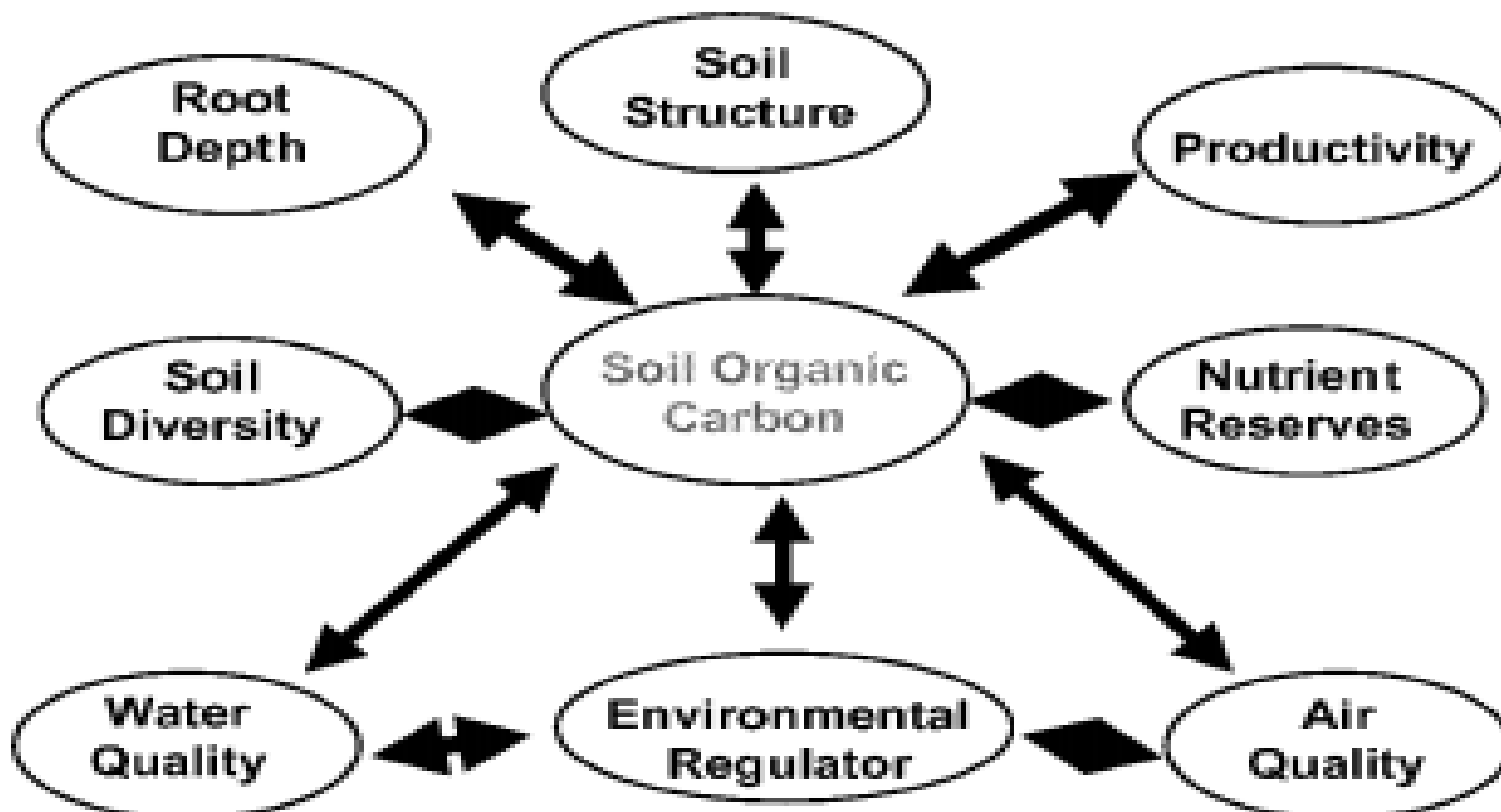 Root
Depth
Soil
Structure
Productivity
Soil
Diversity
Soil Organic
Carbon
Nutrient
Reserves
Water
Quality
Environmental
Regulator
Air
Quality